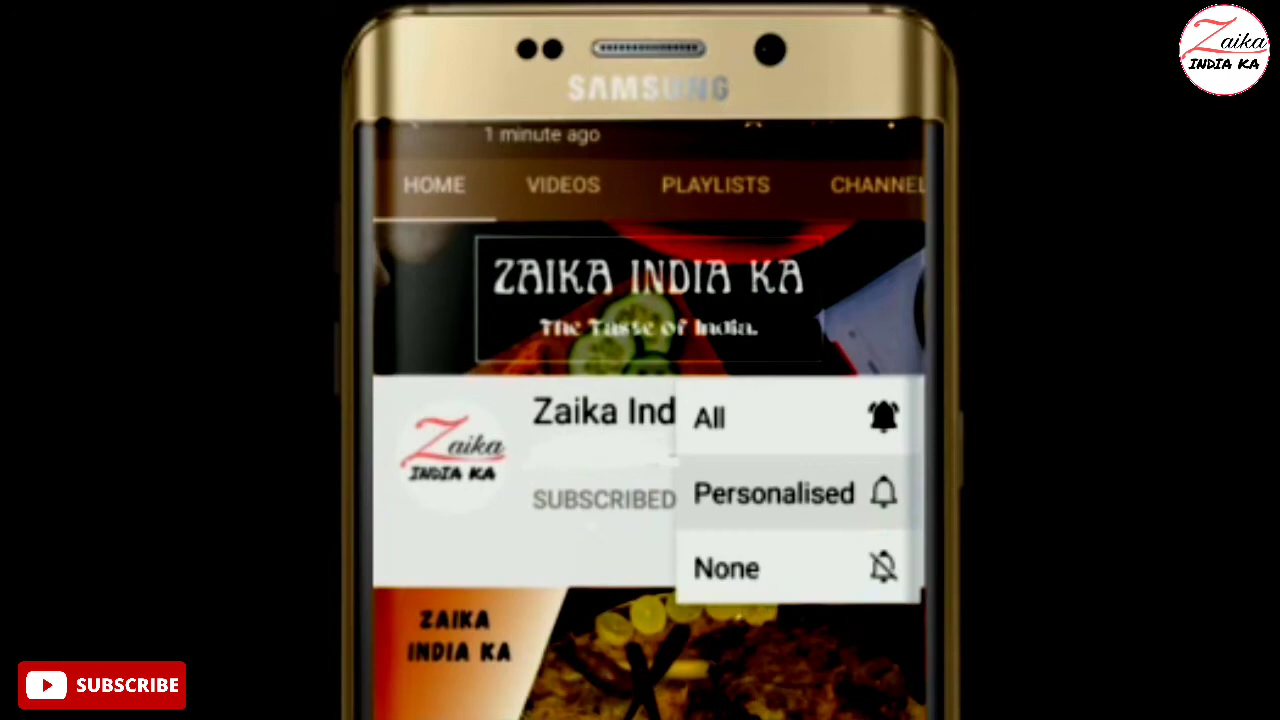 Zaika
INDIA KA
SAMSUNG
1 minute ago
HOME VIDEOS PLAYLISTS CHANNEL
ZAIKA INDIA KA
The Taste of India.
Zaika Ind
All
Zaika
INDIA KA
SUBSCRIBED
Personalised
None
ZAIKA
INDIA KA
SUBSCRIBE